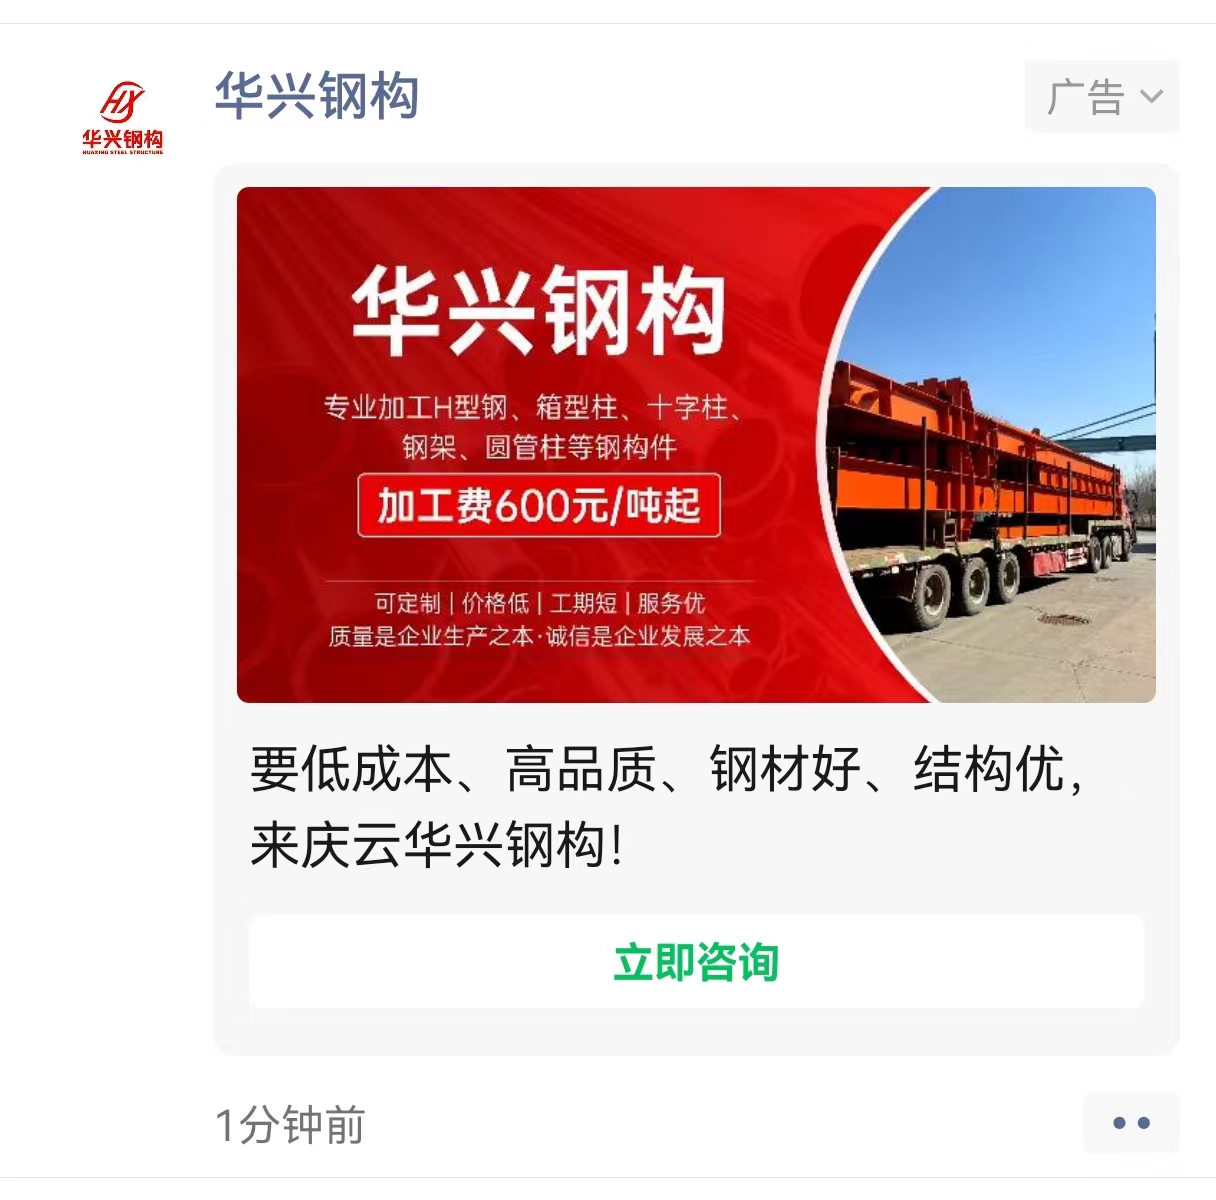 华兴钢构
广告
HX
华兴钢构
HUAXING STEEL STRUCTURE
华兴钢构
专业加工H型钢、箱型柱、十字柱、
钢架、圆管柱等钢构件
加工费600元/吨起
可定制|价格低|工期短|服务优
质量是企业生产之本·诚信是企业发展之本
要低成本、高品质、钢材好、结构优，
来庆云华兴钢构！
立即咨询
1分钟前